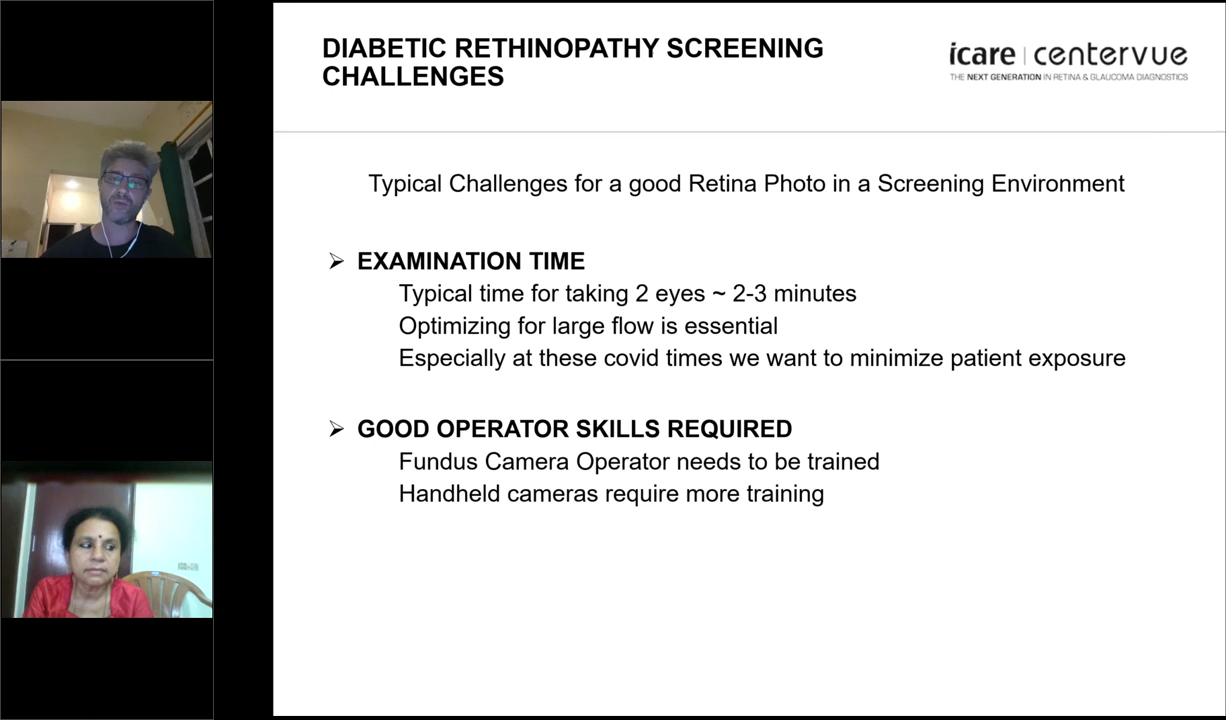 DIABETIC RETHINOPATHY SCREENING
CHALLENGES
icare | centervue
THE NEXT GENERATION IN RETINA & GLAUCOMA DIAGNOSTICS
Typical Challenges for a good Retina Photo in a Screening Environment
➢ EXAMINATION TIME
Typical time for taking 2 eyes ~ 2-3 minutes
Optimizing for large flow is essential
Especially at these covid times we want to minimize patient exposure
➢ GOOD OPERATOR SKILLS REQUIRED
Fundus Camera Operator needs to be trained
Handheld cameras require more training